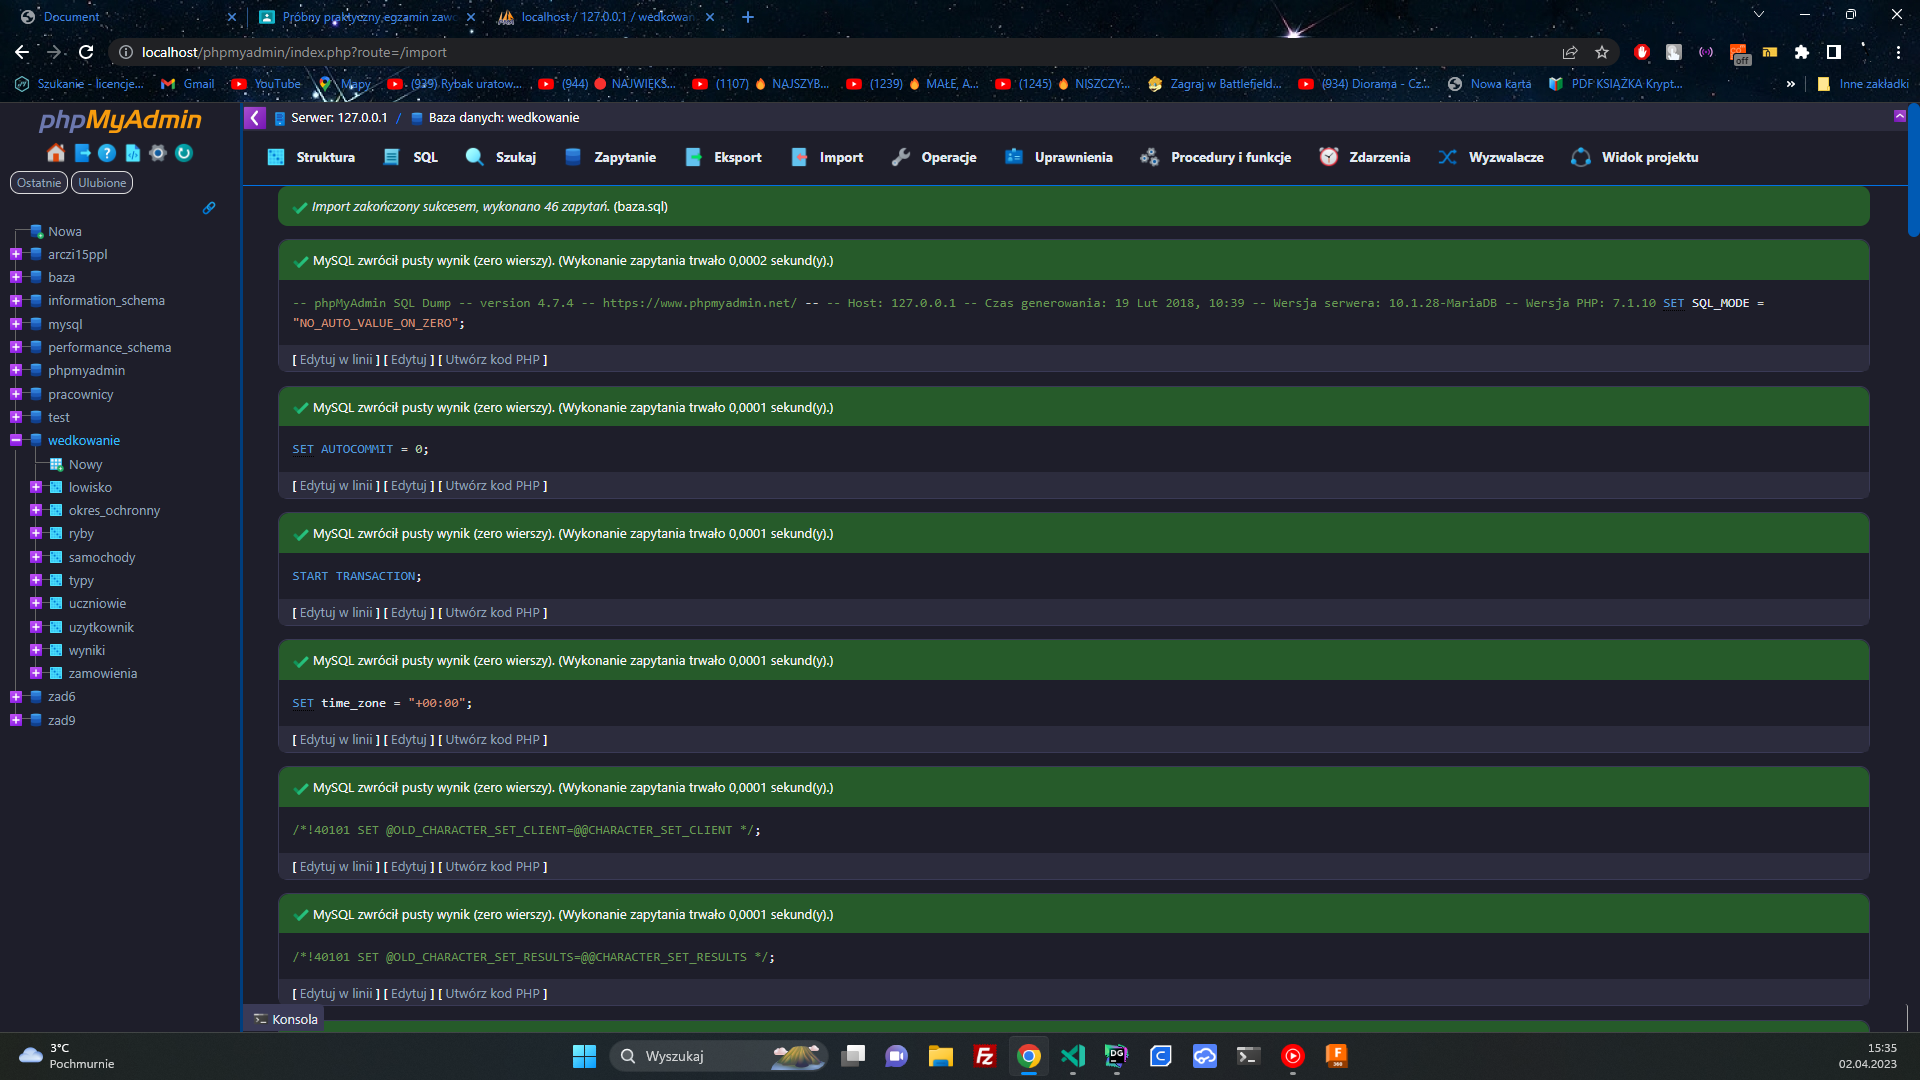 Document
Próbny praktyczny egzamin zawo
localhost / 127.0.0.1 / wedkowan
localhost/phpmyadmin/index.php?route=/import
off
Szukanie - licencje...
Gmail
YouTube
Mapy
(939) Rybak uratow...
(944) NAJWIĘKS...
(1107) NAJSZYB...
(1239) MAŁE, A...
(1245) NISZCZY...
Zagraj w Battlefield...
(934) Diorama - Cz...
Nowa karta
PDF KSIĄŻKA Krypt...
»
Inne zakładki
phpMyAdmin
Ostatnie
Ulubione
Nowa
arczi15ppl
baza
information_schema
mysql
performance_schema
phpmyadmin
pracownicy
test
wedkowanie
Nowy
lowisko
okres_ochronny
ryby
samochody
typy
uczniowie
uzytkownik
wyniki
zamowienia
zad6
zad9
Serwer: 127.0.0.1 / Baza danych: wedkowanie
Struktura
SQL
Szukaj
Zapytanie
Eksport
Import
Operacje
Uprawnienia
Procedury i funkcje
Zdarzenia
Wyzwalacze
Widok projektu
Import zakończony sukcesem, wykonano 46 zapytań. (baza.sql)
MySQL zwrócił pusty wynik (zero wierszy). (Wykonanie zapytania trwało 0,0002 sekund(y).)
-- phpMyAdmin SQL Dump -- version 4.7.4 -- https://www.phpmyadmin.net/ -- -- Host: 127.0.0.1 -- Czas generowania: 19 Lut 2018, 10:39 -- Wersja serwera: 10.1.28-MariaDB -- Wersja PHP: 7.1.10 SET SQL_MODE =
"NO_AUTO_VALUE_ON_ZERO";
[ Edytuj w linii ] [ Edytuj ] [ Utwórz kod PHP ]
MySQL zwrócił pusty wynik (zero wierszy). (Wykonanie zapytania trwało 0,0001 sekund(y).)
SET AUTOCOMMIT = 0;
[ Edytuj w linii ] [ Edytuj ] [ Utwórz kod PHP ]
MySQL zwrócił pusty wynik (zero wierszy). (Wykonanie zapytania trwało 0,0001 sekund(y).)
START TRANSACTION;
[ Edytuj w linii ] [ Edytuj ] [ Utwórz kod PHP ]
MySQL zwrócił pusty wynik (zero wierszy). (Wykonanie zapytania trwało 0,0001 sekund(y).)
SET time_zone = "+00:00";
[ Edytuj w linii ] [ Edytuj ] [ Utwórz kod PHP ]
MySQL zwrócił pusty wynik (zero wierszy). (Wykonanie zapytania trwało 0,0001 sekund(y).)
/*!40101 SET @OLD_CHARACTER_SET_CLIENT=@@CHARACTER_SET_CLIENT */;
[ Edytuj w linii ] [ Edytuj ] [ Utwórz kod PHP ]
MySQL zwrócił pusty wynik (zero wierszy). (Wykonanie zapytania trwało 0,0001 sekund(y).)
/*!40101 SET @OLD_CHARACTER_SET_RESULTS=@@CHARACTER_SET_RESULTS */;
[ Edytuj w linii ] [ Edytuj ] [ Utwórz kod PHP ]
Konsola
3°C
Pochmurnie
Wyszukaj
15:35
02.04.2023